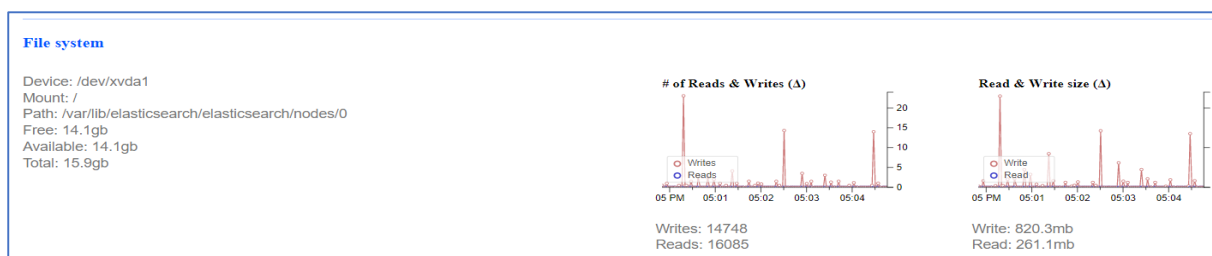 File system
Device: /dev/xvda1
Mount: /
Path: /var/lib/elasticsearch/elasticsearch/nodes/0
Free: 14.1gb
Available: 14.1gb
Total: 15.9gb
# of Reads & Writes (Δ)
20
15
10
5
0
Writes
Reads
05 PM 05:01 05:02 05:03 05:04
Writes: 14748
Reads: 16085
Read & Write size (Δ)
Write
Read
05 PM 05:01 05:02 05:03 05:04
Write: 820.3mb
Read: 261.1mb